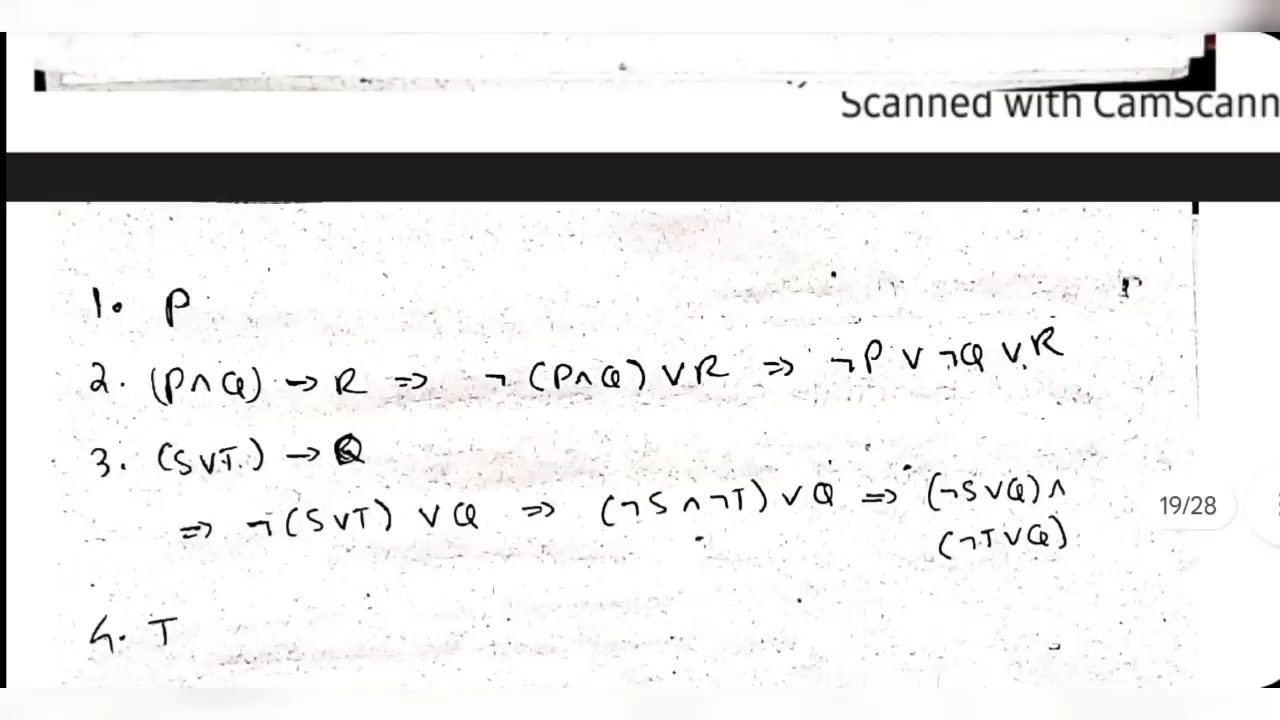 Scanned with CamScann
1. P
2. (P∧Q) → R ⇒ ¬(P∧Q) ∨ R ⇒ ¬P ∨ ¬Q ∨ R
3. (S∨T) → Q
⇒ ¬(S∨T) ∨ Q ⇒ (¬S ∧ ¬T) ∨ Q ⇒ (¬S∨Q) ∧
(¬T∨Q)
19/28
4. T